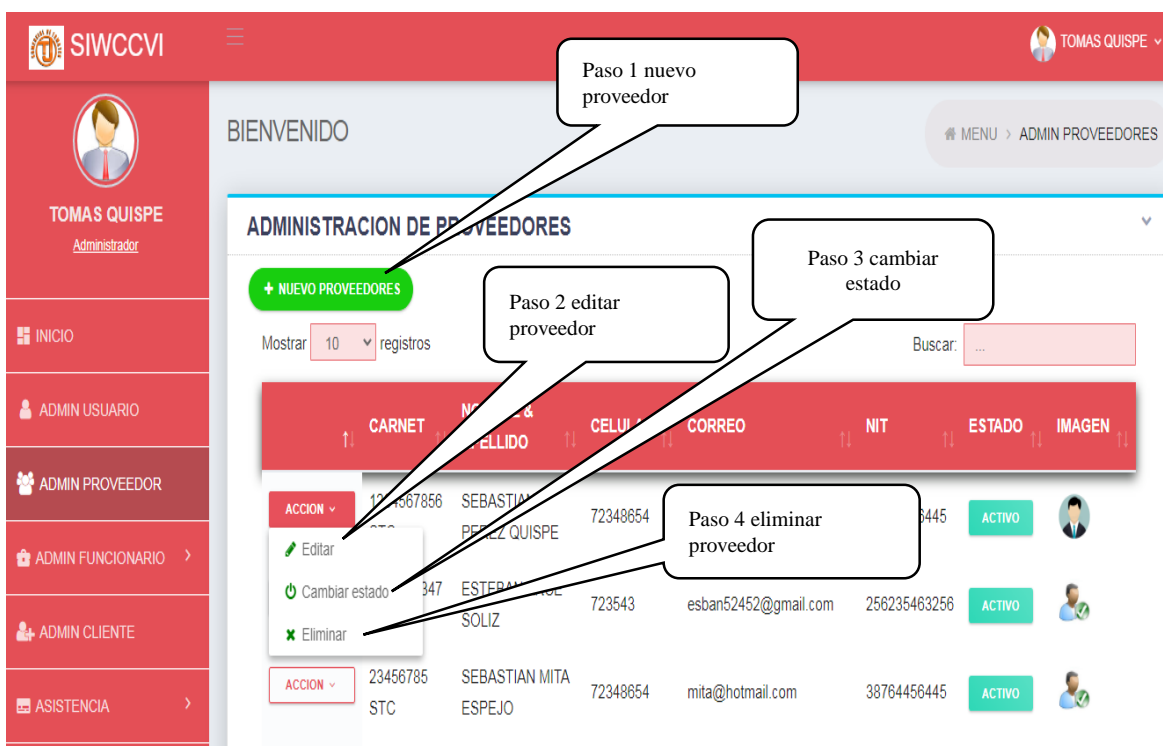 SIWCCVI
TOMAS QUISPE
Paso 1 nuevo
proveedor
BIENVENIDO
MENU > ADMIN PROVEEDORES
TOMAS QUISPE
Administrador
ADMINISTRACION DE PROVEEDORES
+ NUEVO PROVEEDORES
Paso 2 editar
proveedor
Paso 3 cambiar
estado
Mostrar 10 registros
Buscar: ...
INICIO
ADMIN USUARIO
ADMIN PROVEEDOR
ADMIN FUNCIONARIO
ADMIN CLIENTE
ASISTENCIA
CARNET
&
CORREO
NIT
ESTADO
IMAGEN
ACCION
SEBASTIAN
PEREZ QUISPE
72348654
ACTIVO
Paso 4 eliminar
proveedor
Editar
Cambiar estado
Eliminar
SOLIZ
723543
esban52452@gmail.com
256235463256
ACTIVO
ACCION
23456785
STC
SEBASTIAN MITA
ESPEJO
72348654
mita@hotmail.com
38764456445
ACTIVO